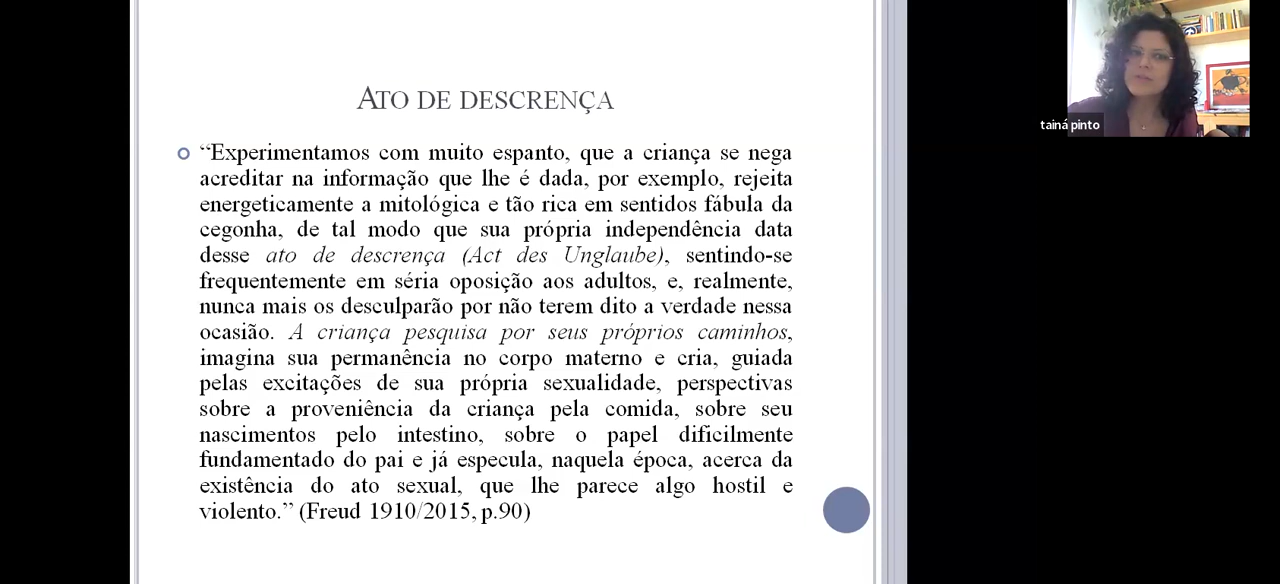 ATO DE DESCRENÇA
“Experimentamos com muito espanto, que a criança se nega
acreditar na informação que lhe é dada, por exemplo, rejeita
energeticamente a mitológica e tão rica em sentidos fábula da
cegonha, de tal modo que sua própria independência data
desse ato de descrença (Act des Unglaube), sentindo-se
frequentemente em séria oposição aos adultos, e, realmente,
nunca mais os desculparão por não terem dito a verdade nessa
ocasião. A criança pesquisa por seus próprios caminhos,
imagina sua permanência no corpo materno e cria, guiada
pelas excitações de sua própria sexualidade, perspectivas
sobre a proveniência da criança pela comida, sobre seu
nascimentos pelo intestino, sobre o papel dificilmente
fundamentado do pai e já especula, naquela época, acerca da
existência do ato sexual, que lhe parece algo hostil e
violento.” (Freud 1910/2015, p.90)
tainá pinto